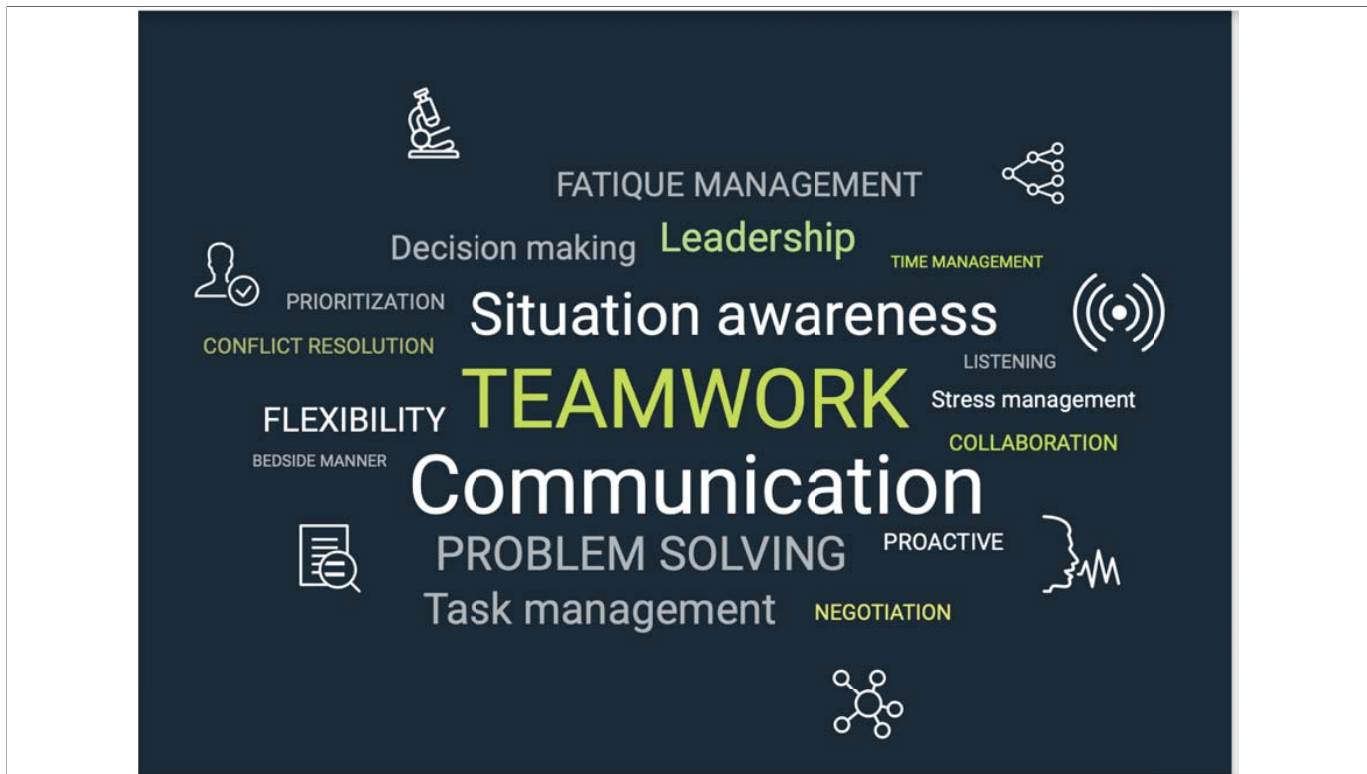 FATIQUE MANAGEMENT
Decision making
Leadership
TIME MANAGEMENT
PRIORITIZATION
Situation awareness
CONFLICT RESOLUTION
LISTENING
TEAMWORK
Stress management
FLEXIBILITY
COLLABORATION
BEDSIDE MANNER
Communication
PROBLEM SOLVING
PROACTIVE
Task management
NEGOTIATION